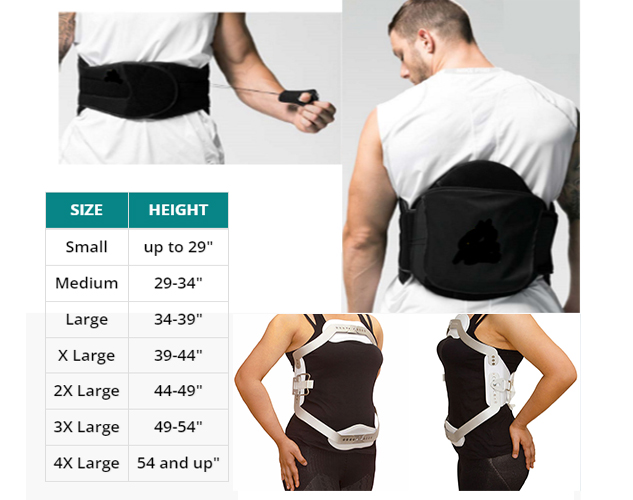 SIZE HEIGHT
Small up to 29"
Medium 29-34"
Large 34-39"
X Large 39-44"
2X Large 44-49"
3X Large 49-54"
4X Large 54 and up"